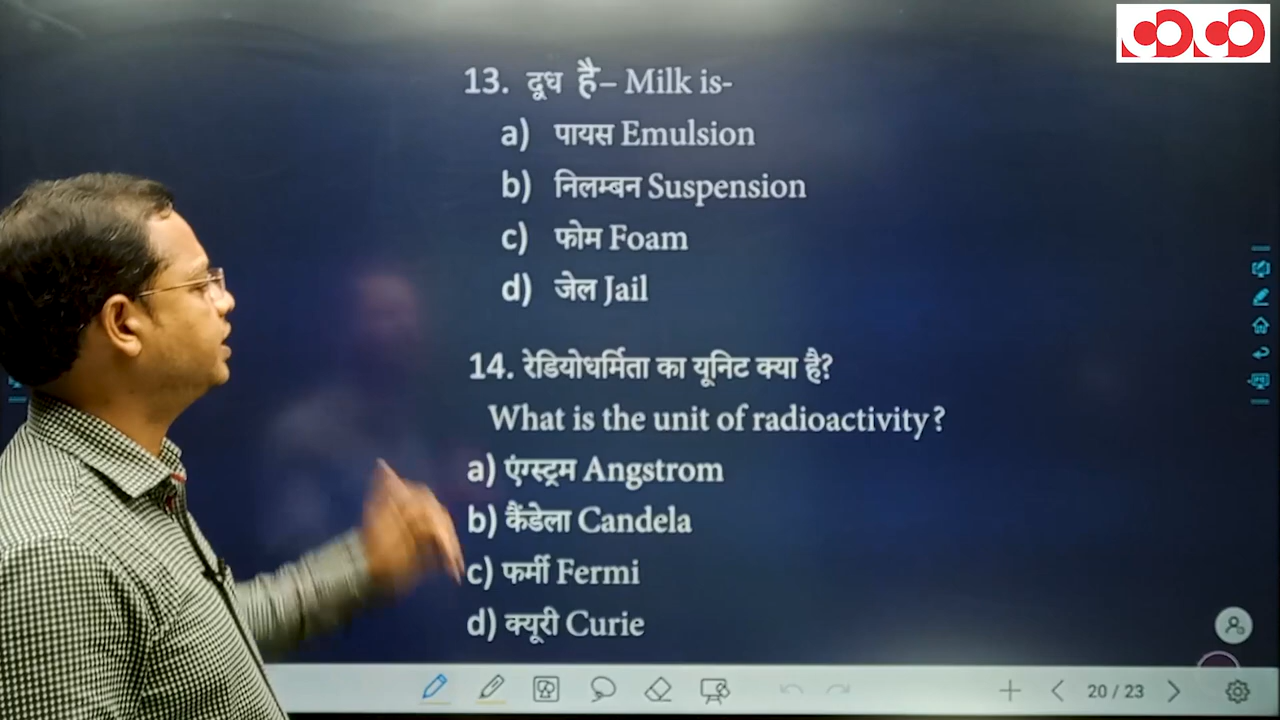 13. दूध है– Milk is-
a) पायस Emulsion
b) निलम्बन Suspension
c) फोम Foam
d) जेल Jail
14. रेडियोधर्मिता का यूनिट क्या है?
What is the unit of radioactivity?
a) एंग्स्ट्रम Angstrom
b) कैंडेला Candela
c) फर्मी Fermi
d) क्यूरी Curie
20 / 23